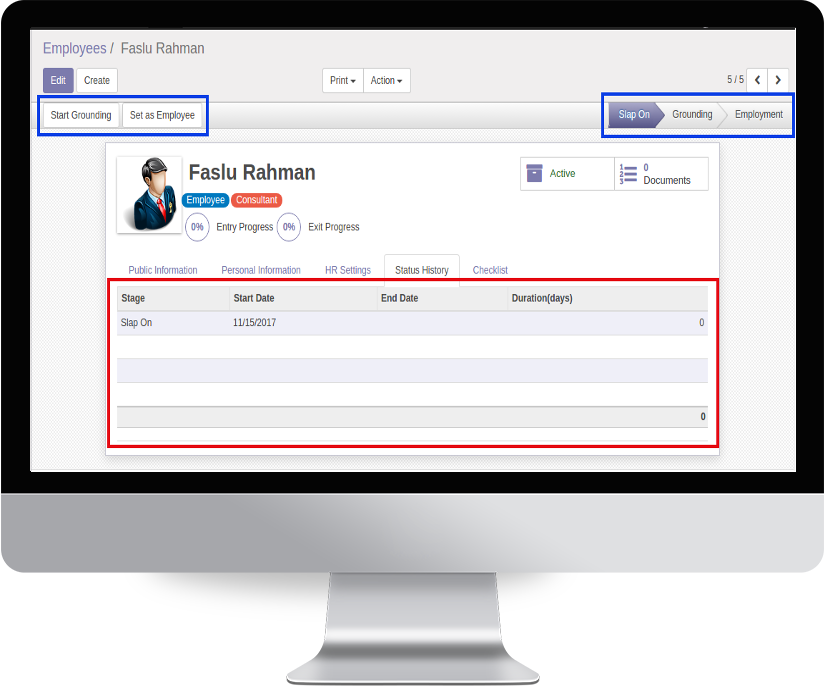 Employees / Faslu Rahman
Edit Create Print Action 5 / 5
Start Grounding Set as Employee Slap On Grounding Employment
Faslu Rahman
Active
0
Documents
Employee Consultant
0% Entry Progress 0% Exit Progress
Public Information Personal Information HR Settings Status History Checklist
Stage Start Date End Date Duration(days)
Slap On 11/15/2017 0
0